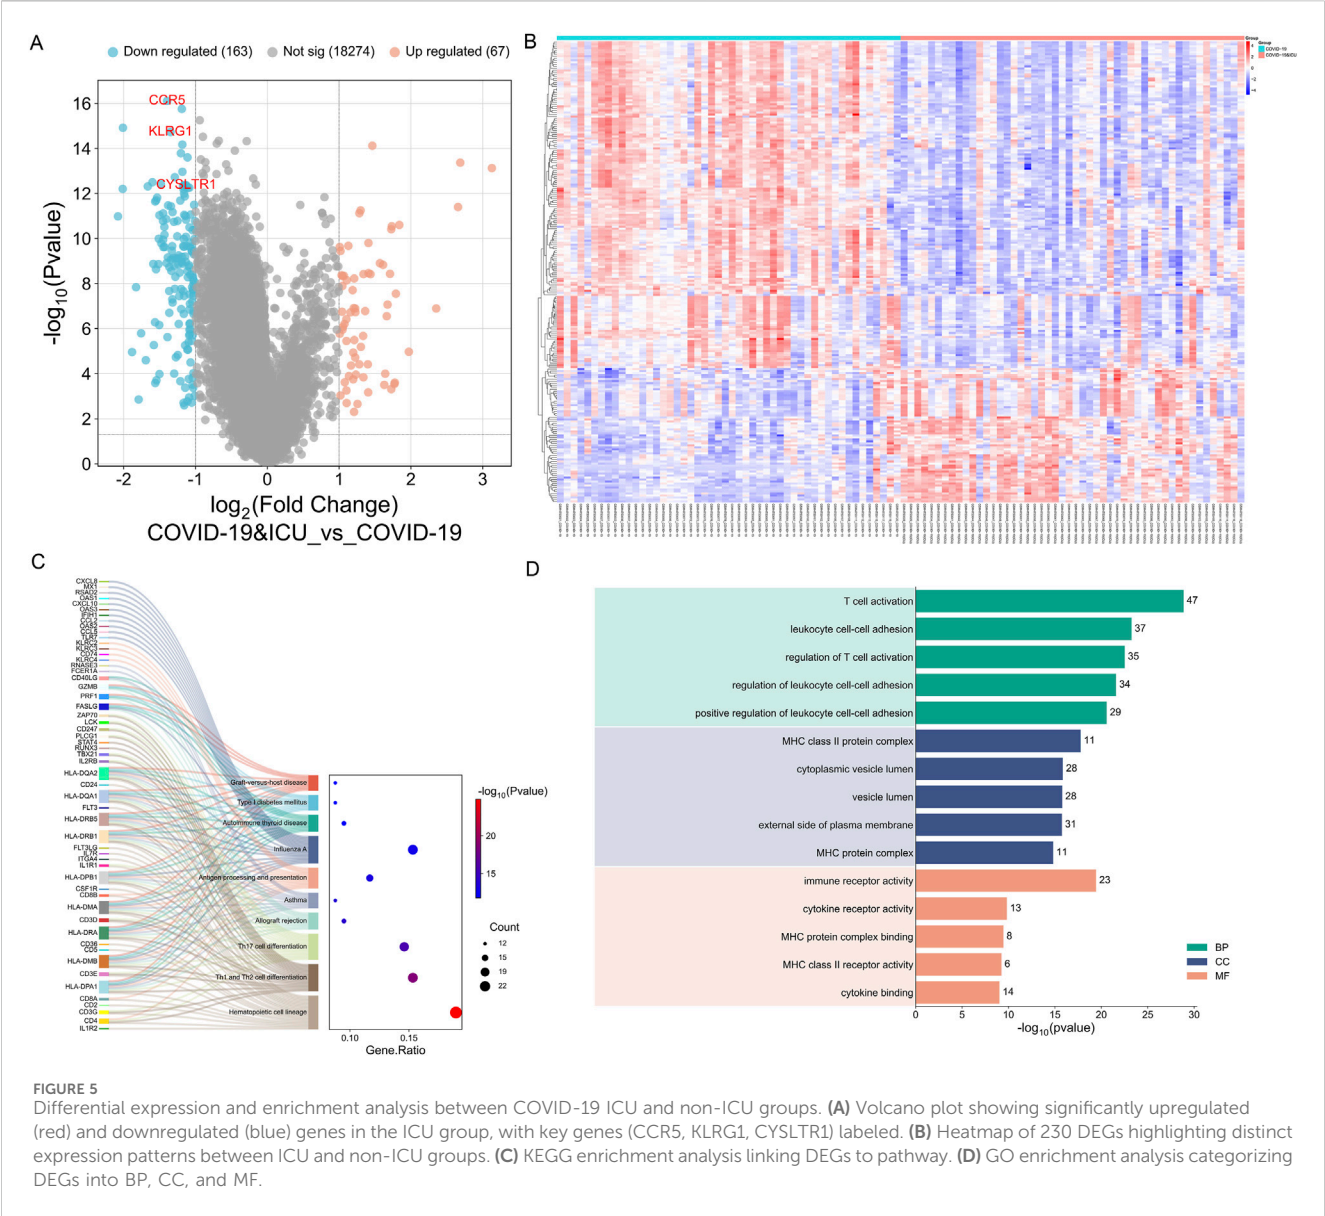 A
Down regulated (163) Not sig (18274) Up regulated (67)
16
14
12
10
8
6
4
2
0
-log10(Pvalue)
CCR5
KLRG1
CYSLTR1
-2 -1 0 1 2 3
log2(Fold Change)
COVID-19&ICU_vs_COVID-19
B
Group
4
2
0
-2
-4
Group
COVID-19
COVID-19&ICU
C
CXCL8
MX1
RSAD2
OAS1
CXCL10
OAS3
IFIH1
CCL2
OAS2
CCL5
TLR7
KLRC2
KLRC3
CD74
KLRC4
RNASE3
FCER1A
CD40LG
GZMB
PRF1
FASLG
ZAP70
LCK
CD247
PLCG1
STAT4
RUNX3
TBX21
IL2RB
HLA-DQA2
CD24
HLA-DQA1
FLT3
HLA-DRB5
HLA-DRB1
FLT3LG
IL7R
ITGA4
IL1R1
HLA-DPB1
CSF1R
CD8B
HLA-DMA
CD3D
HLA-DRA
CD36
CD5
HLA-DMB
CD3E
HLA-DPA1
CD8A
CD2
CD3G
CD4
IL1R2
Graft-versus-host disease
Type I diabetes mellitus
Autoimmune thyroid disease
Influenza A
Antigen processing and presentation
Asthma
Allograft rejection
Th17 cell differentiation
Th1 and Th2 cell differentiation
Hematopoietic cell lineage
0.10 0.15
Gene.Ratio
-log10(Pvalue)
20
15
Count
12
15
19
22
D
T cell activation 47
leukocyte cell-cell adhesion 37
regulation of T cell activation 35
regulation of leukocyte cell-cell adhesion 34
positive regulation of leukocyte cell-cell adhesion 29
MHC class II protein complex 11
cytoplasmic vesicle lumen 28
vesicle lumen 28
external side of plasma membrane 31
MHC protein complex 11
immune receptor activity 23
cytokine receptor activity 13
MHC protein complex binding 8
MHC class II receptor activity 6
cytokine binding 14
BP
CC
MF
0 5 10 15 20 25 30
-log10(pvalue)
FIGURE 5
Differential expression and enrichment analysis between COVID-19 ICU and non-ICU groups. (A) Volcano plot showing significantly upregulated
(red) and downregulated (blue) genes in the ICU group, with key genes (CCR5, KLRG1, CYSLTR1) labeled. (B) Heatmap of 230 DEGs highlighting distinct
expression patterns between ICU and non-ICU groups. (C) KEGG enrichment analysis linking DEGs to pathway. (D) GO enrichment analysis categorizing
DEGs into BP, CC, and MF.